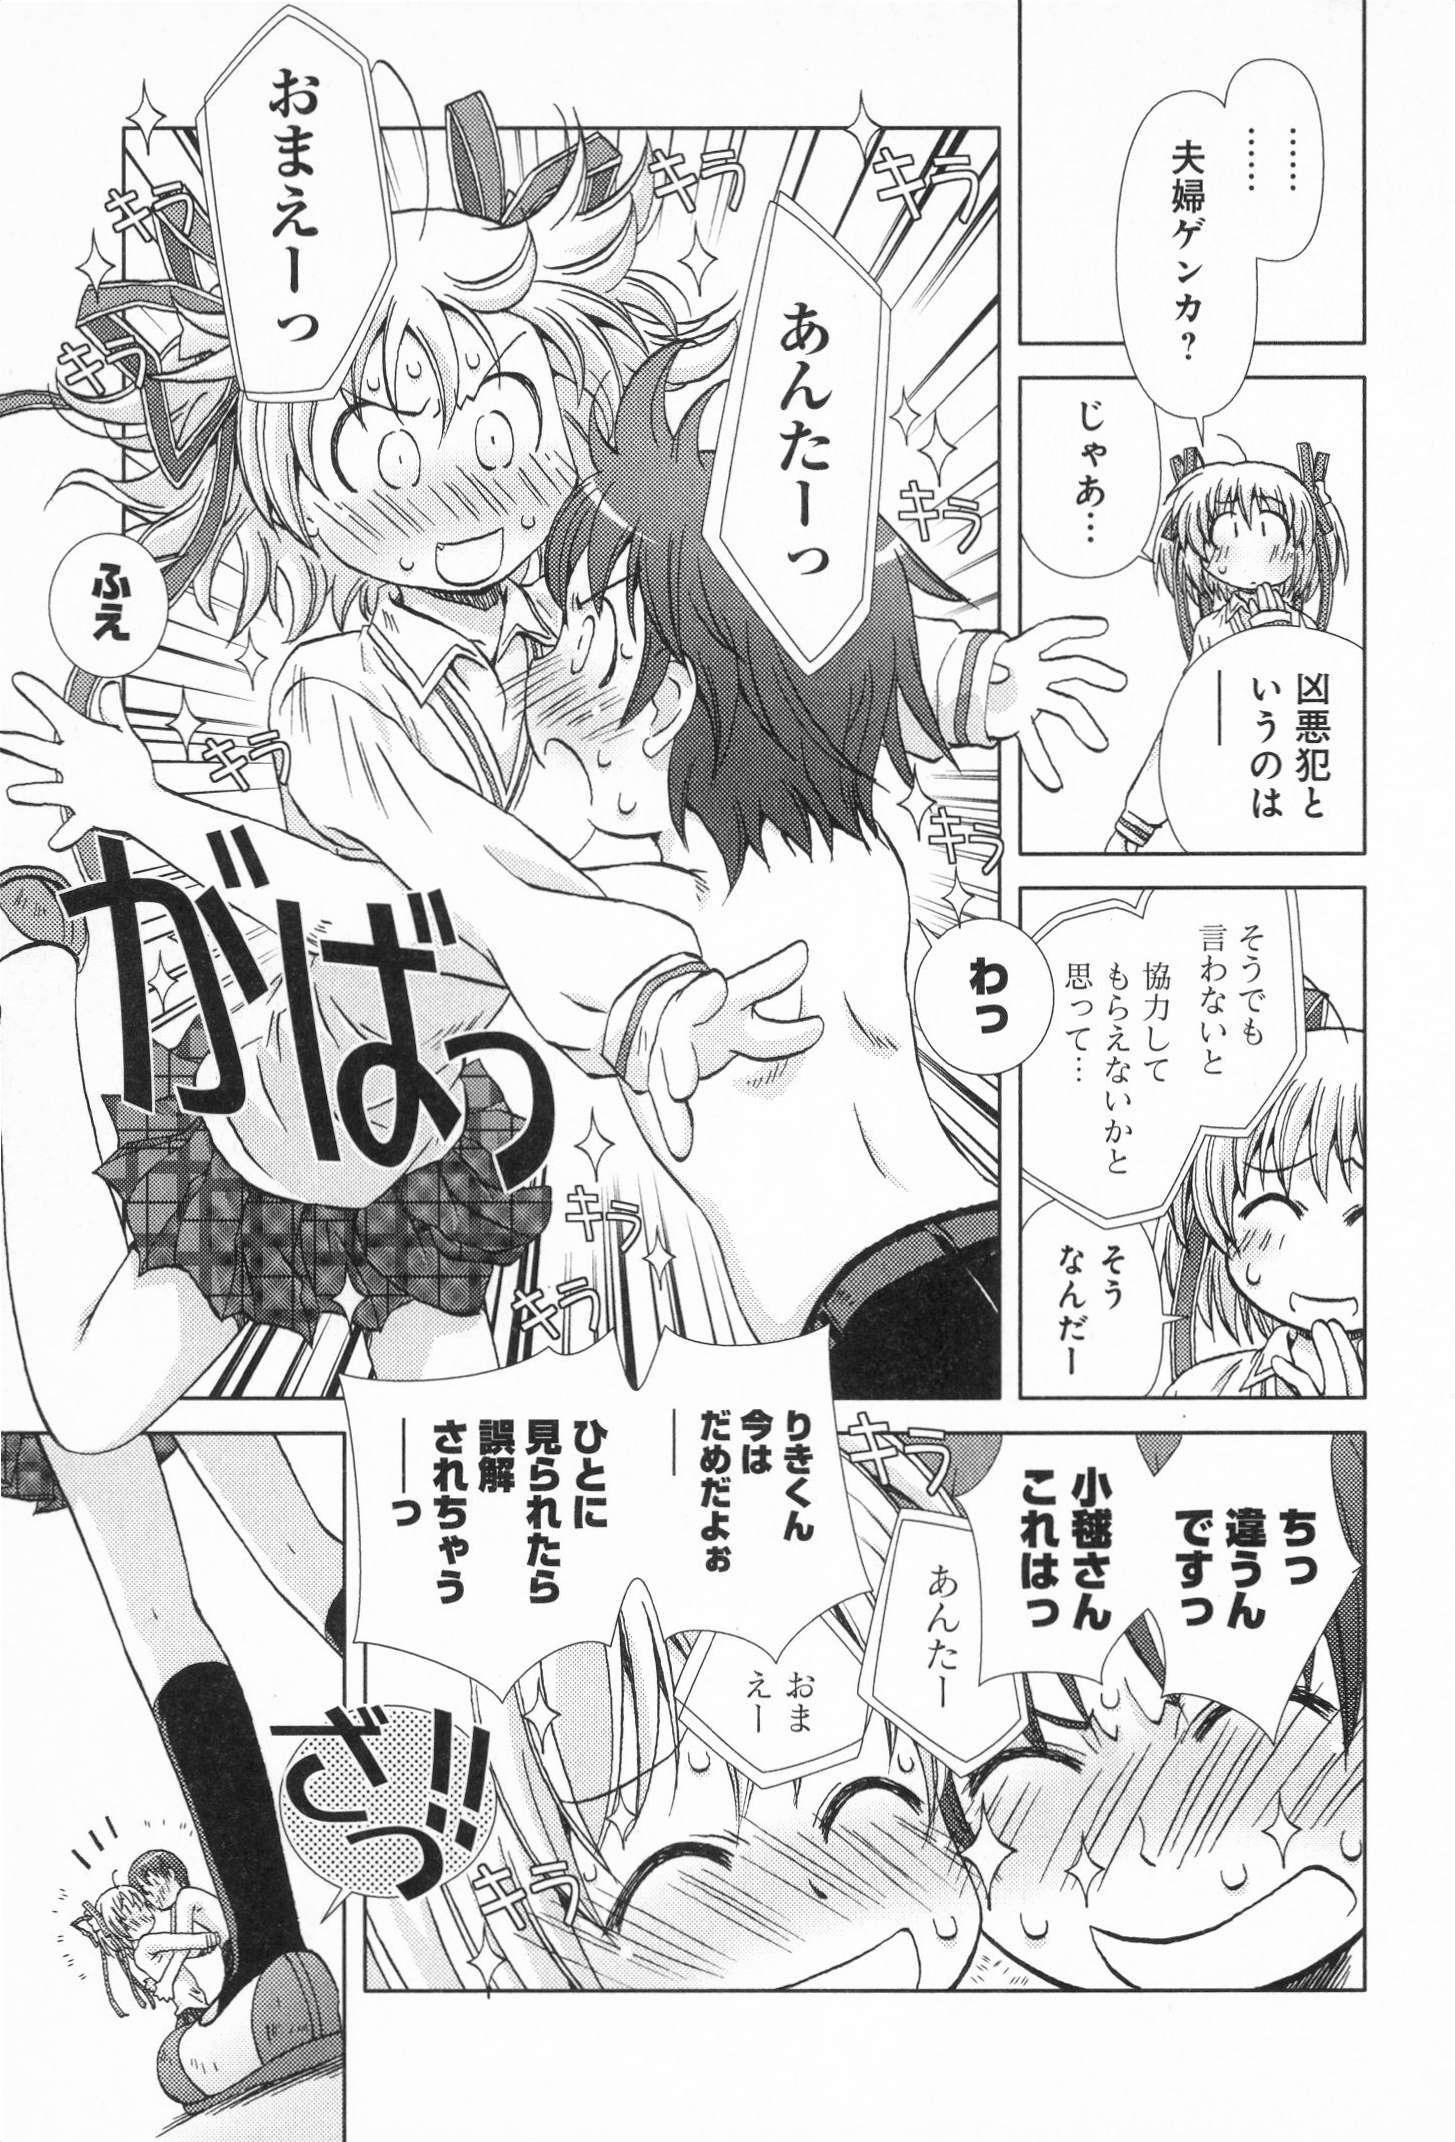 ……
……
夫婦ゲンカ？
じゃあ…
凶悪犯と
いうのは
――
そうでも
言わないと
協力して
もらえないかと
思って…
そう
なんだー
あんたーっ
おまえーっ
わっ
ふえ
がばっ
キラ
キラ
キラ
キラ
キラ
キラ
キラ
キラ
キラ
ちっ
違うん
ですっ
小毬さん
これはっ
あんたー
おま
えー
りきくん
今は
だめだよぉ
――
ひとに
見られたら
誤解
されちゃう
――っ
キラ
キラ
ざっ!!